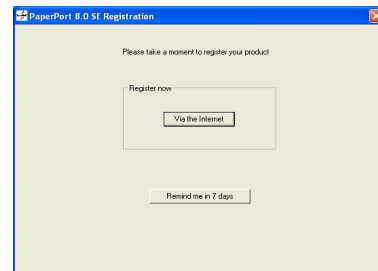 PaperPort 8.0 SE Registration
Please take a moment to register your product
Register now
Via the Internet
Remind me in 7 days